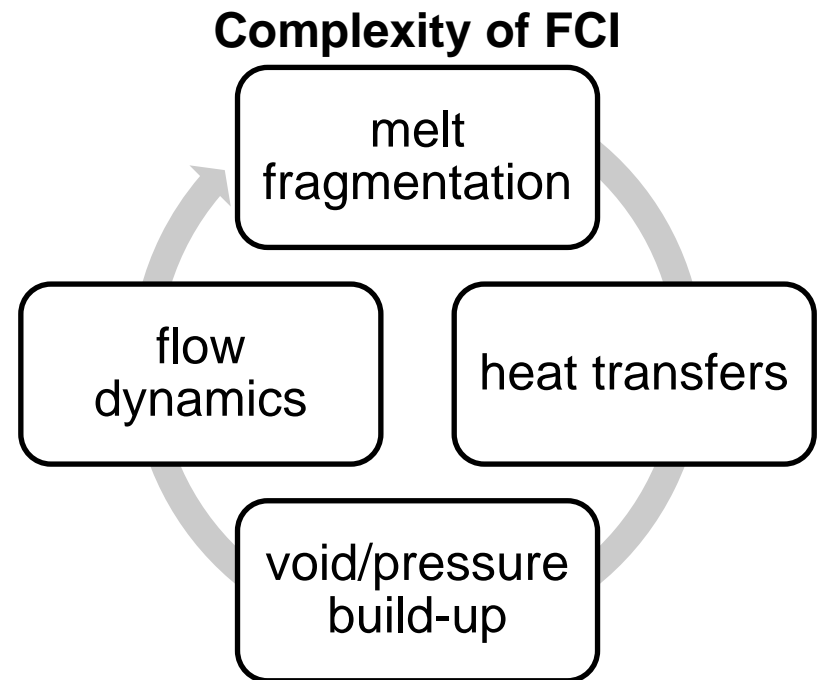 Complexity of FCI
melt
fragmentation
flow
dynamics
heat transfers
void/pressure
build-up